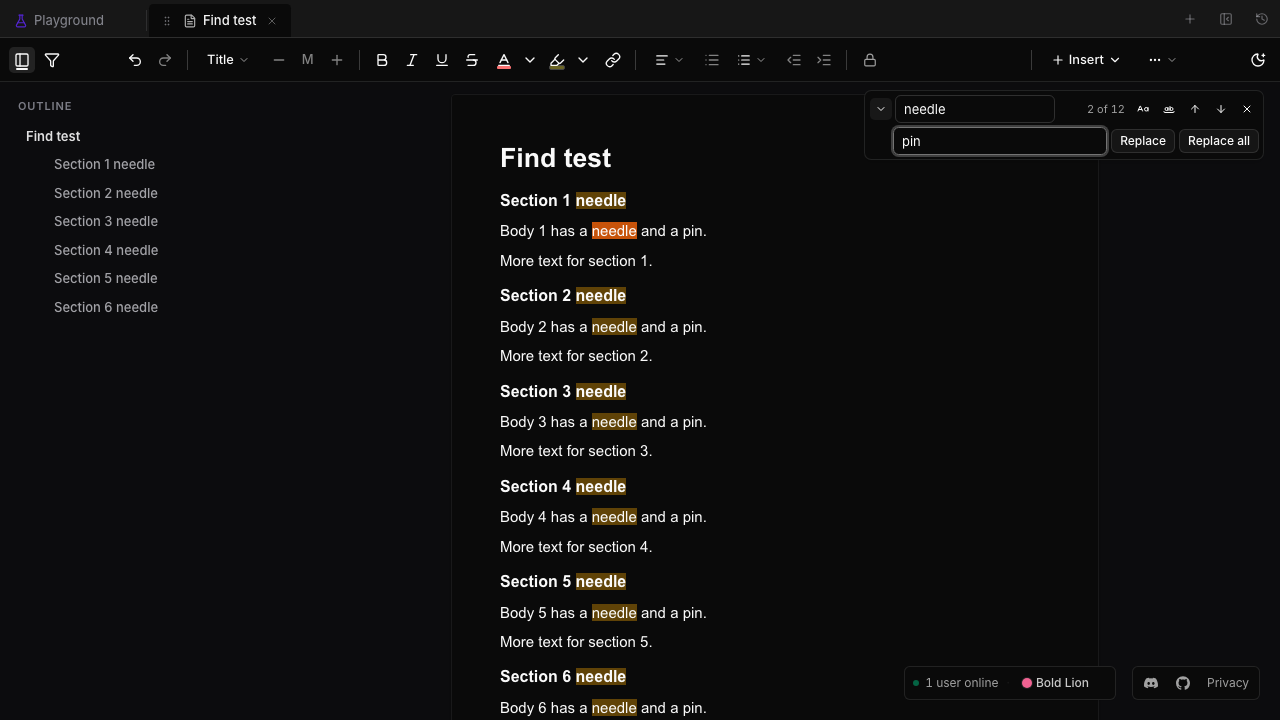 Playground
Find test
Title
M
B I U S A
Insert
OUTLINE
Find test
Section 1 needle
Section 2 needle
Section 3 needle
Section 4 needle
Section 5 needle
Section 6 needle
needle
2 of 12
Aa
ab
pin
Replace
Replace all
Find test
Section 1 needle
Body 1 has a needle and a pin.
More text for section 1.
Section 2 needle
Body 2 has a needle and a pin.
More text for section 2.
Section 3 needle
Body 3 has a needle and a pin.
More text for section 3.
Section 4 needle
Body 4 has a needle and a pin.
More text for section 4.
Section 5 needle
Body 5 has a needle and a pin.
More text for section 5.
Section 6 needle
Body 6 has a needle and a pin.
1 user online
Bold Lion
Privacy